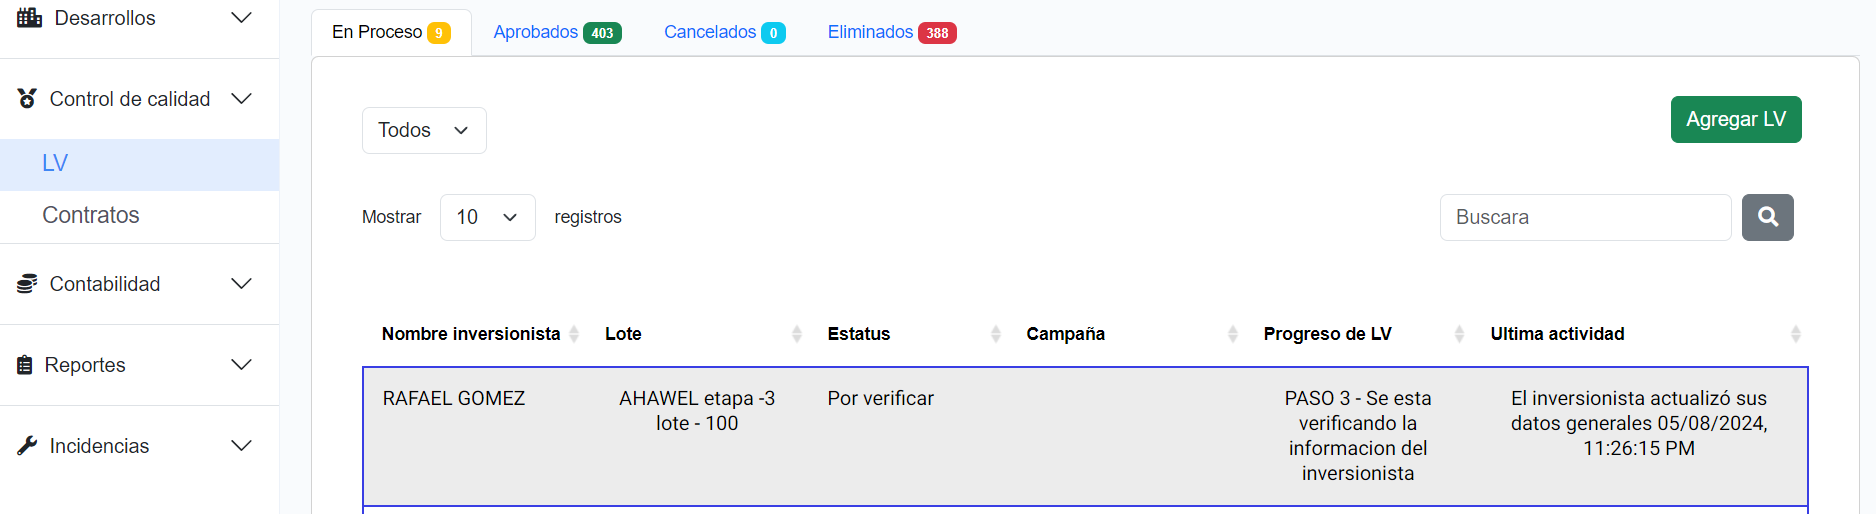 Desarrollos
Control de calidad
LV
Contratos
Contabilidad
Reportes
Incidencias
En Proceso 9 Aprobados 403 Cancelados 0 Eliminados 388
Todos
Agregar LV
Mostrar 10 registros
Buscara
Nombre inversionista Lote Estatus Campaña Progreso de LV Ultima actividad
RAFAEL GOMEZ
AHAWEL etapa -3
lote - 100
Por verificar
PASO 3 - Se esta
verificando la
informacion del
inversionista
El inversionista actualizó sus
datos generales 05/08/2024,
11:26:15 PM